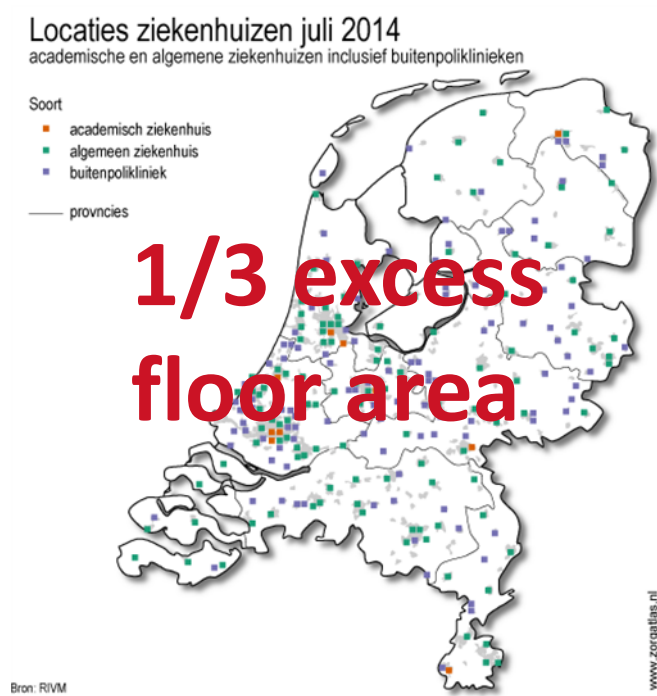 Locaties ziekenhuizen juli 2014
academische en algemene ziekenhuizen inclusief buitenpoliklinieken
Soort
academisch ziekenhuis
algemeen ziekenhuis
buitenpolikliniek
provncies
1/3 excess
floor area
www.zorgatlas.nl
Bron: RIVM